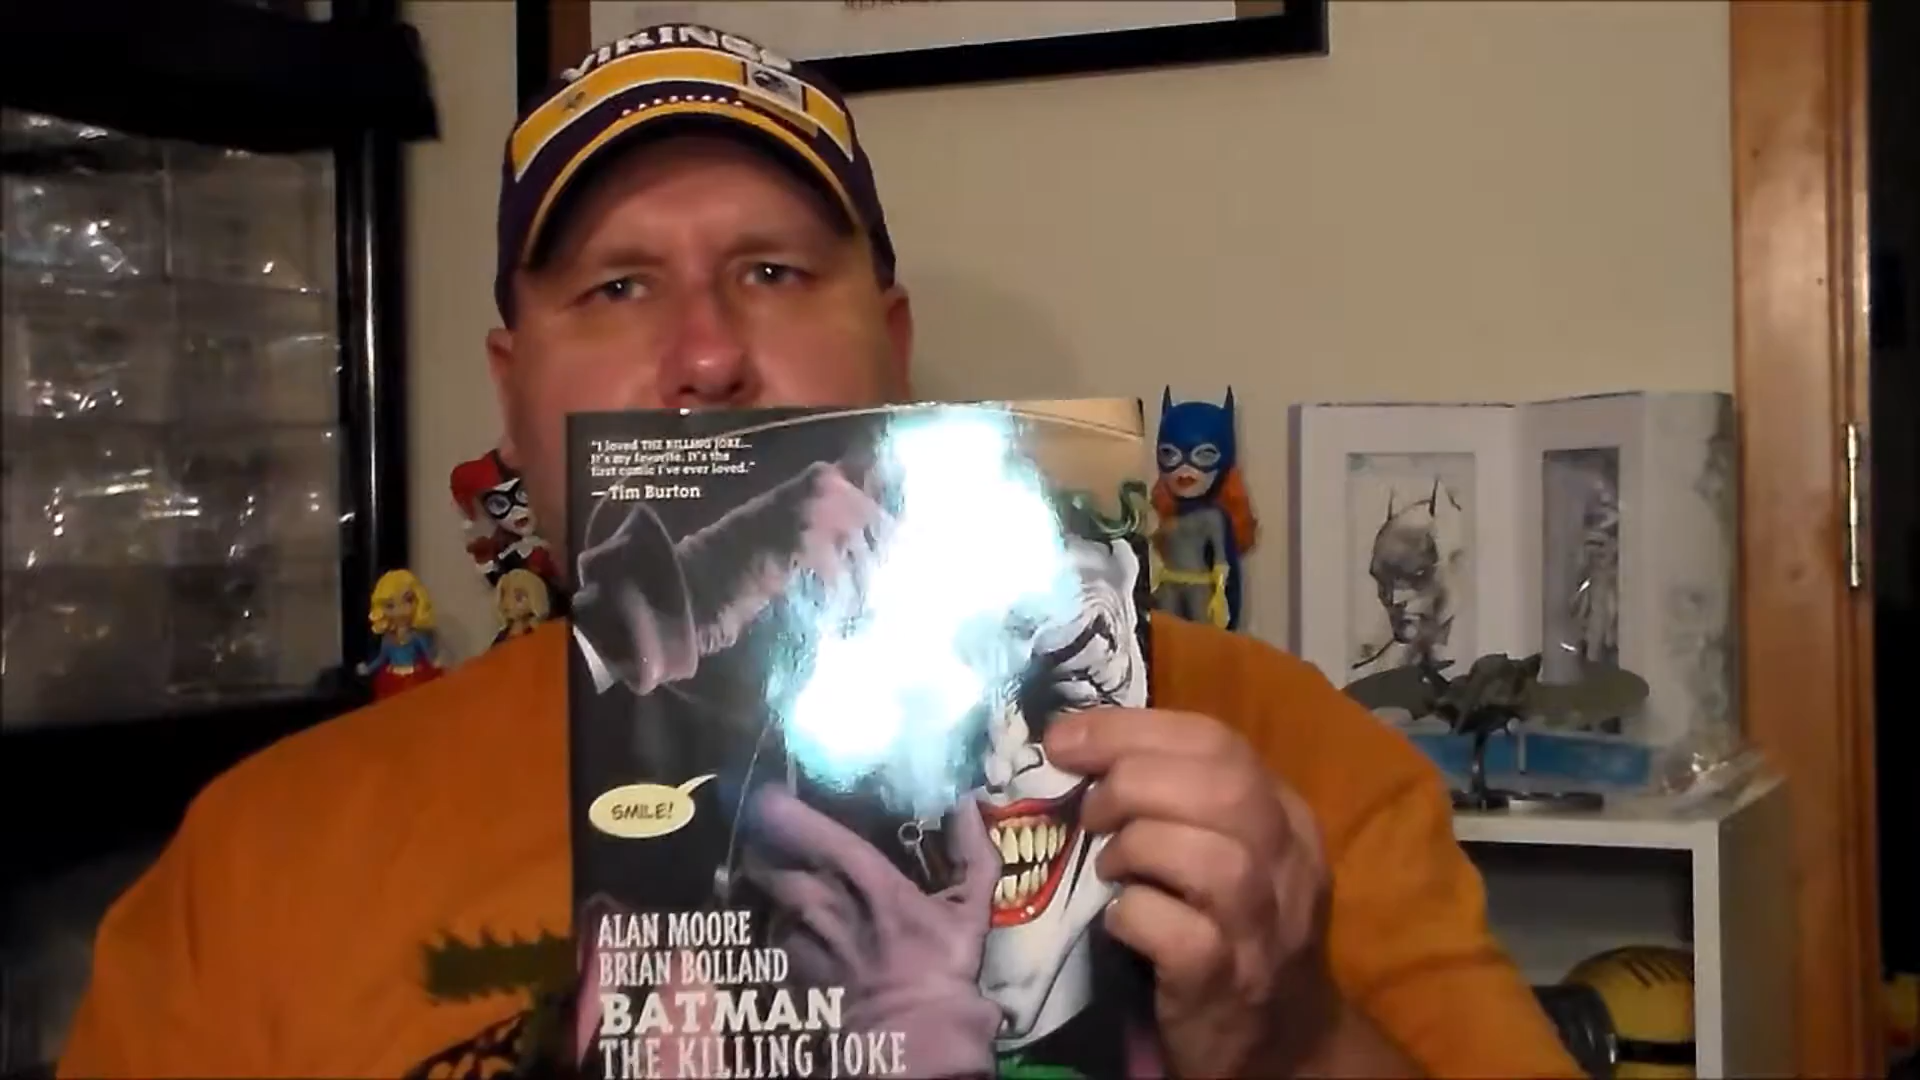 VIKINGS
"I loved THE KILLING JOKE...
It's my favorite. It's the
first comic I've ever loved."
— Tim Burton
SMILE!
ALAN MOORE
BRIAN BOLLAND
BATMAN
THE KILLING JOKE